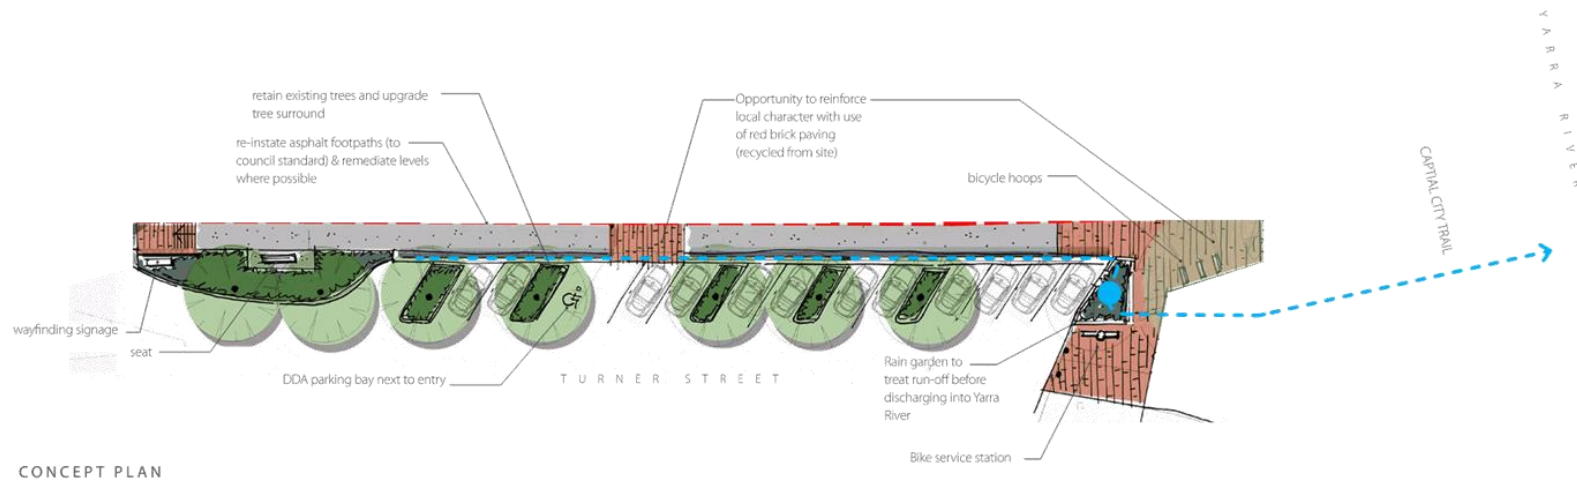 retain existing trees and upgrade
tree surround
re-instate asphalt footpaths (to
council standard) & remediate levels
where possible
Opportunity to reinforce
local character with use
of red brick paving
(recycled from site)
bicycle hoops
YARRA RIVER
CAPTIAL CITY TRAIL
wayfinding signage
seat
DDA parking bay next to entry
TURNER STREET
Rain garden to
treat run-off before
discharging into Yarra
River
Bike service station
CONCEPT PLAN